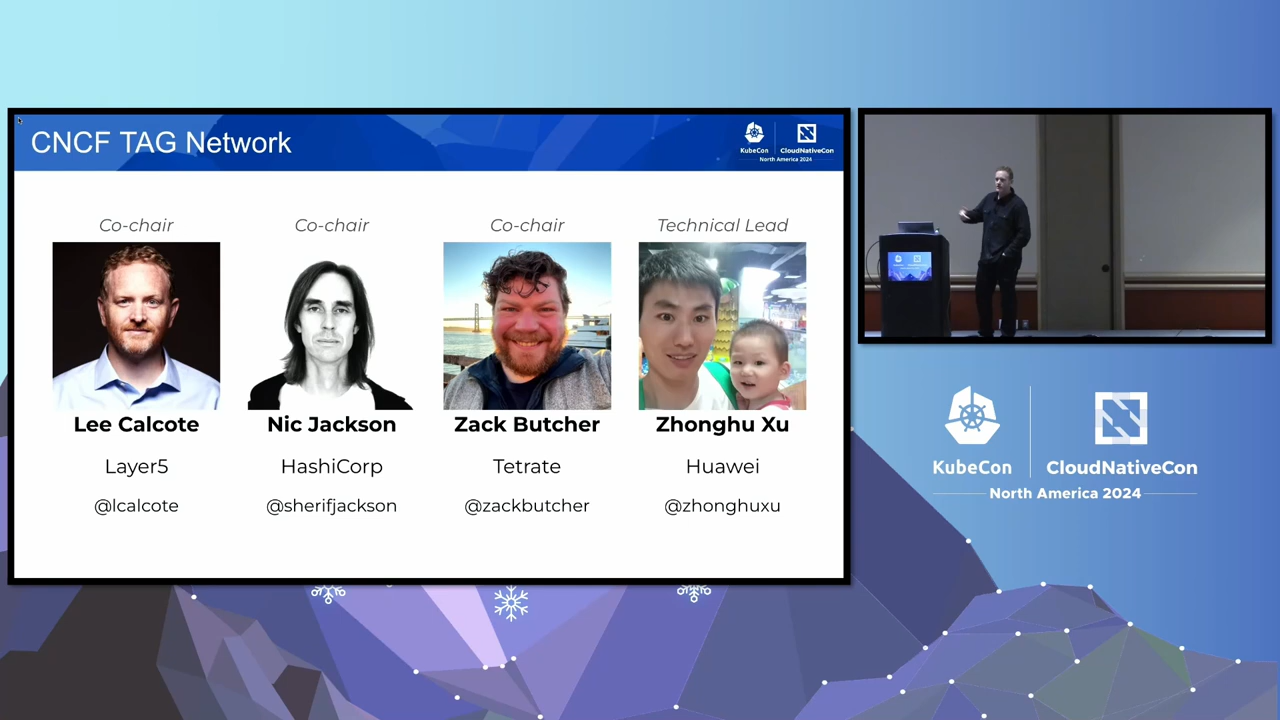 CNCF TAG Network
KubeCon
CloudNativeCon
North America 2024
Co-chair
Co-chair
Co-chair
Technical Lead
Lee Calcote
Nic Jackson
Zack Butcher
Zhonghu Xu
Layer5
HashiCorp
Tetrate
Huawei
@lcalcote
@sherifjackson
@zackbutcher
@zhonghuxu
KubeCon
CloudNativeCon
North America 2024